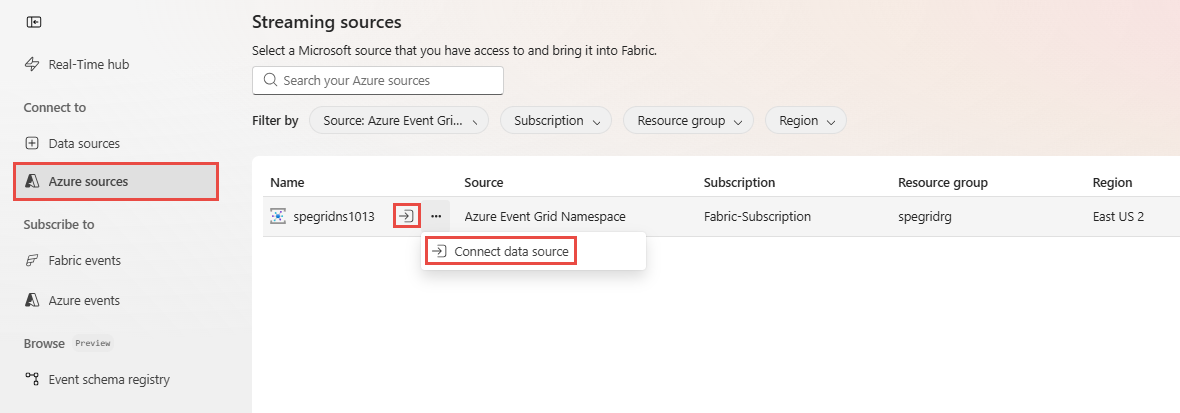 Streaming sources
Select a Microsoft source that you have access to and bring it into Fabric.
Search your Azure sources
Filter by Source: Azure Event Gri... Subscription Resource group Region
Real-Time hub
Connect to
Data sources
Azure sources
Subscribe to
Fabric events
Azure events
Browse Preview
Event schema registry
Name Source Subscription Resource group Region
spegridns1013 ... Azure Event Grid Namespace Fabric-Subscription spegridrg East US 2
Connect data source